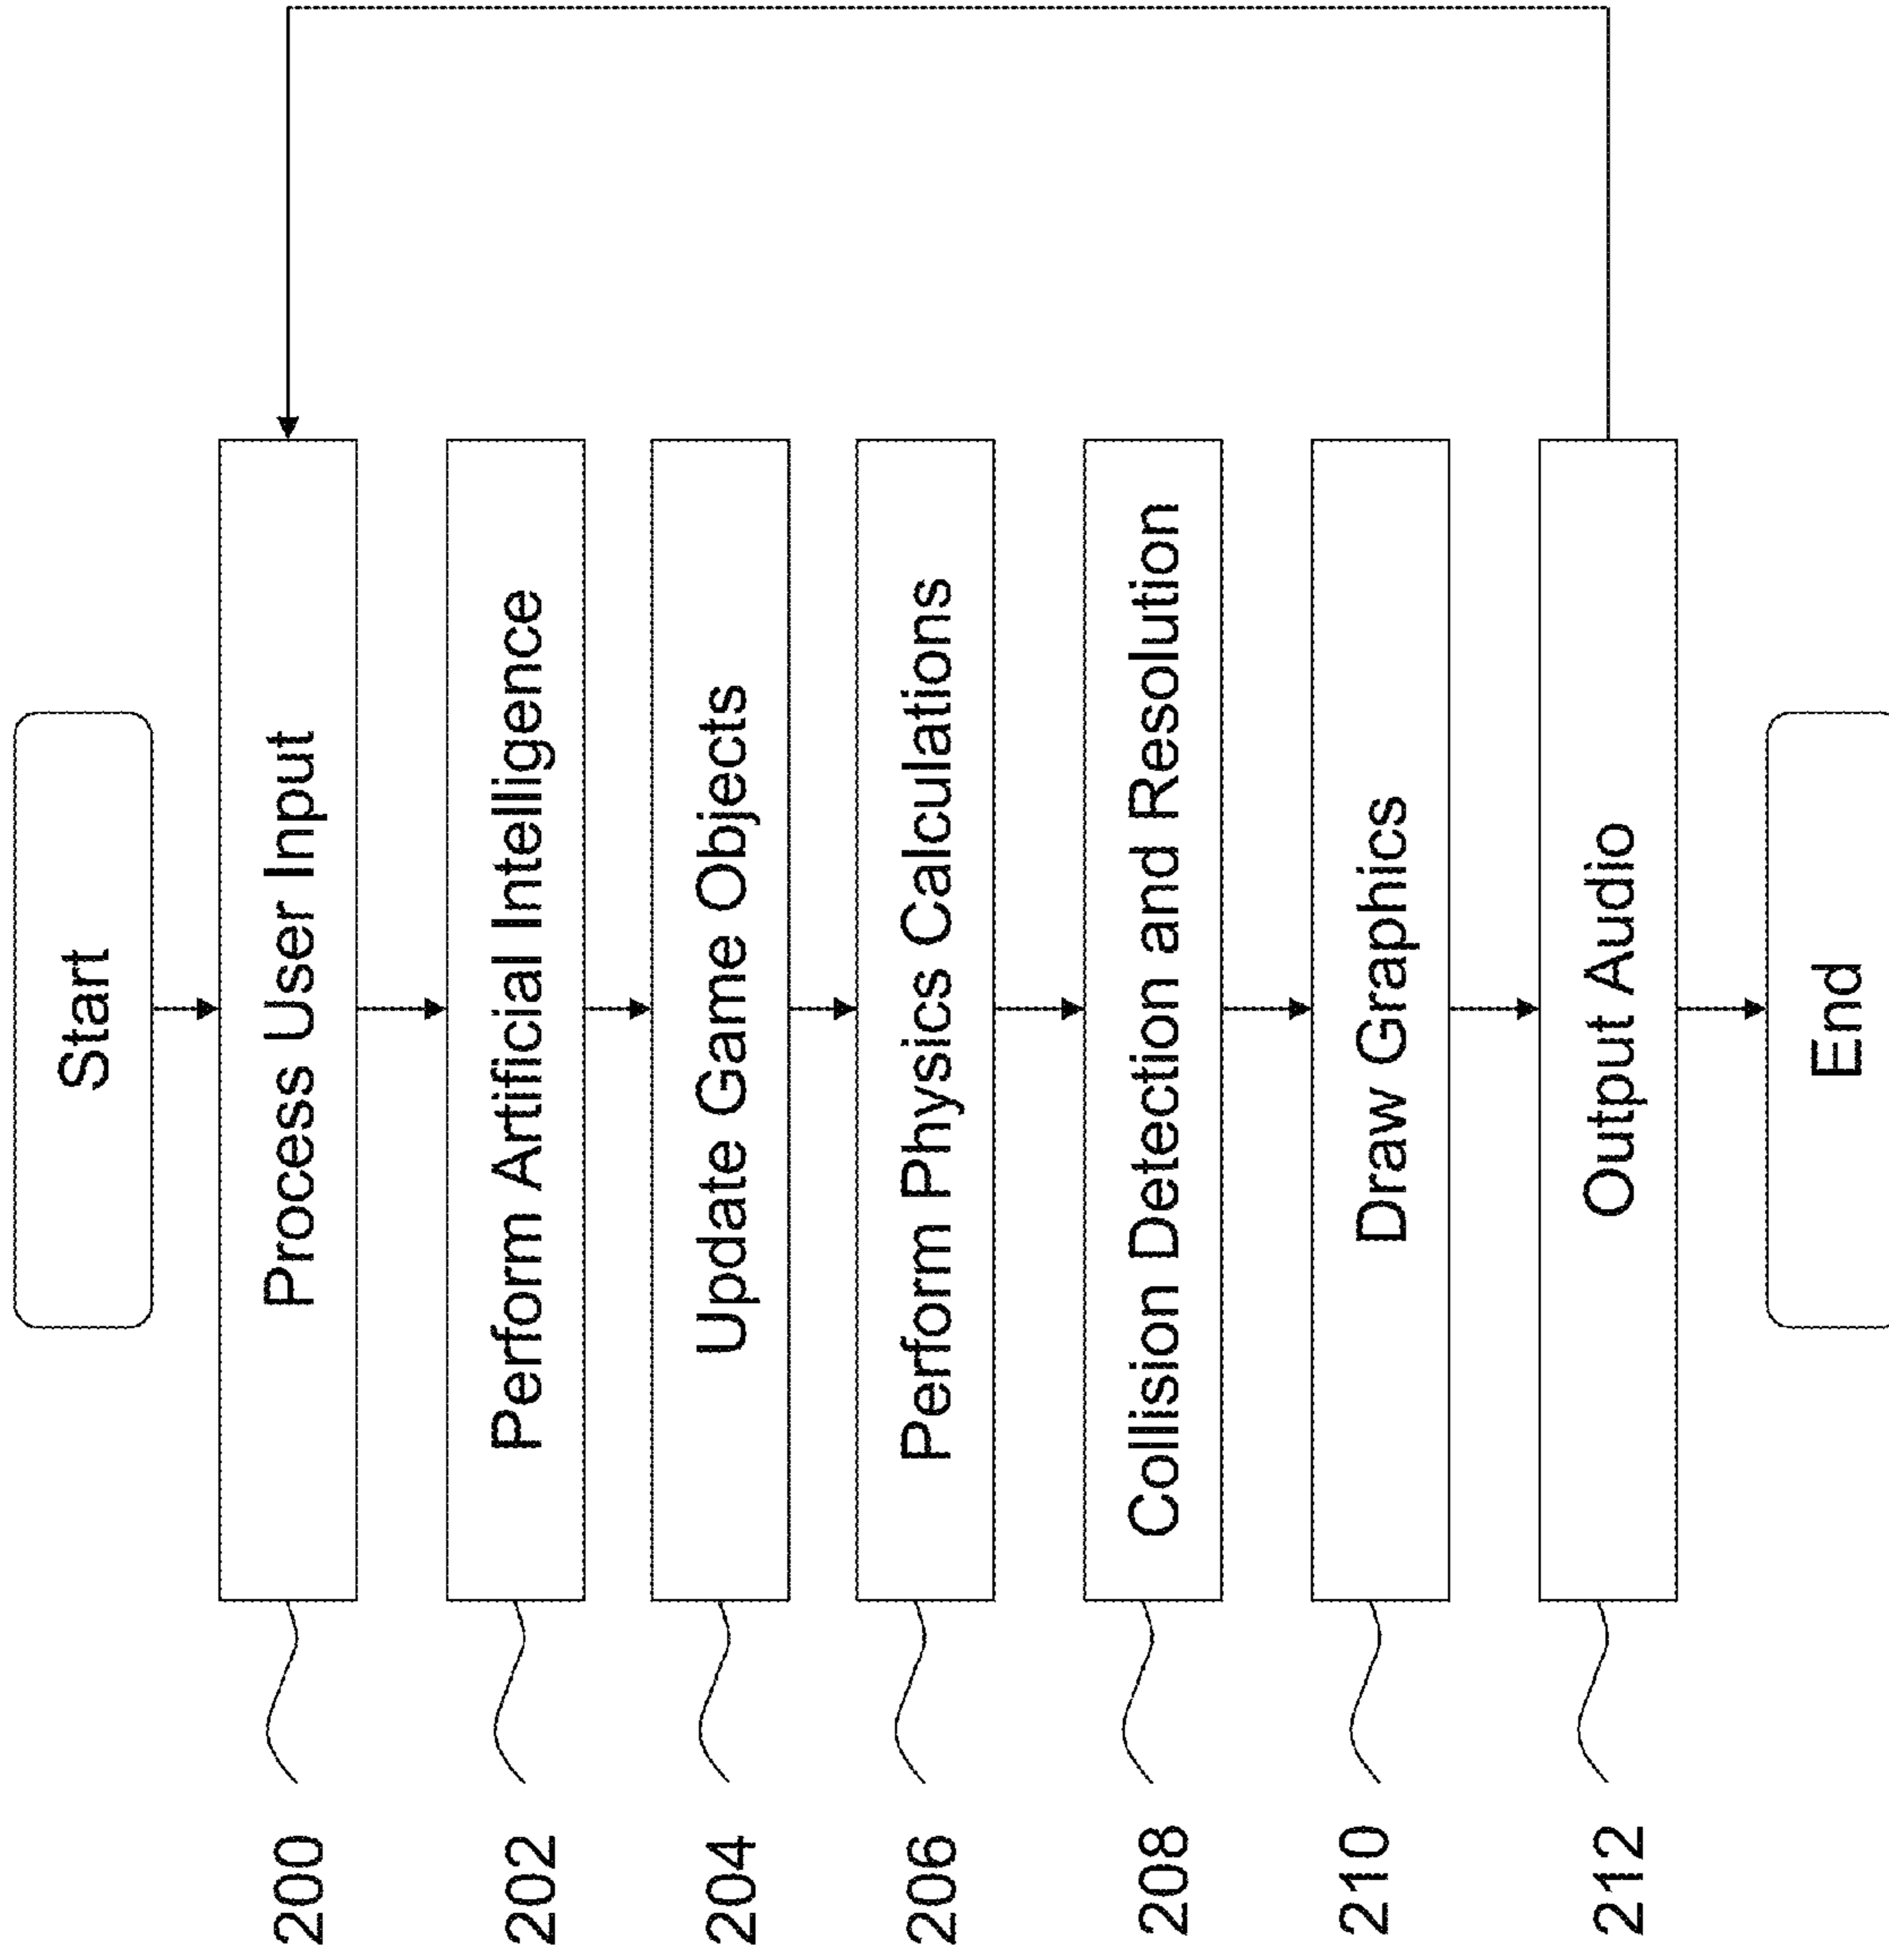 Start
200
Process User Input
202
Perform Artificial Intelligence
204
Update Game Objects
206
Perform Physics Calculations
208
Collision Detection and Resolution
210
Draw Graphics
212
Output Audio
End